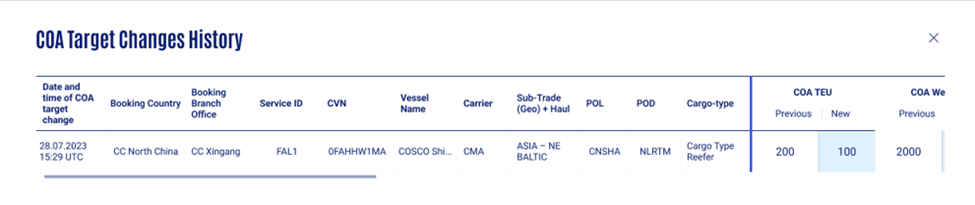 COA Target Changes History
Date and time of COA target change
Booking Country
Booking Branch Office
Service ID
CVN
Vessel Name
Carrier
Sub-Trade (Geo) + Haul
POL
POD
Cargo-type
COA TEU
COA We
Previous
New
Previous
28.07.2023 15:29 UTC
CC North China
CC Xingang
FAL1
0FAHHW1MA
COSCO Shi...
CMA
ASIA – NE BALTIC
CNSHA
NLRTM
Cargo Type Reefer
200
100
2000